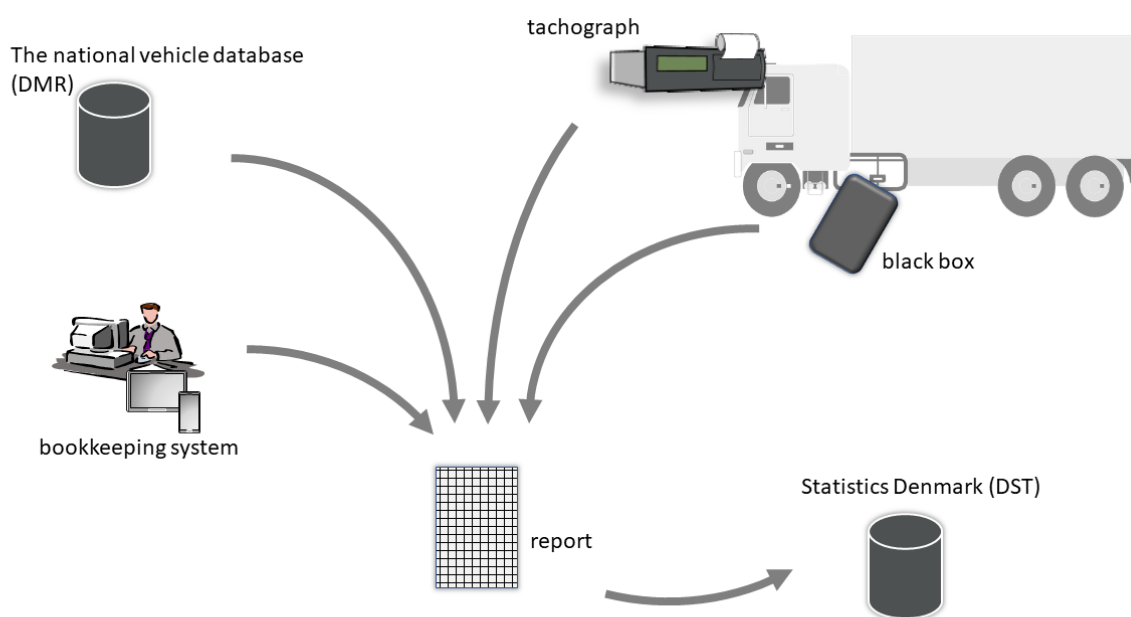 tachograph
The national vehicle database
(DMR)
black box
bookkeeping system
Statistics Denmark (DST)
report